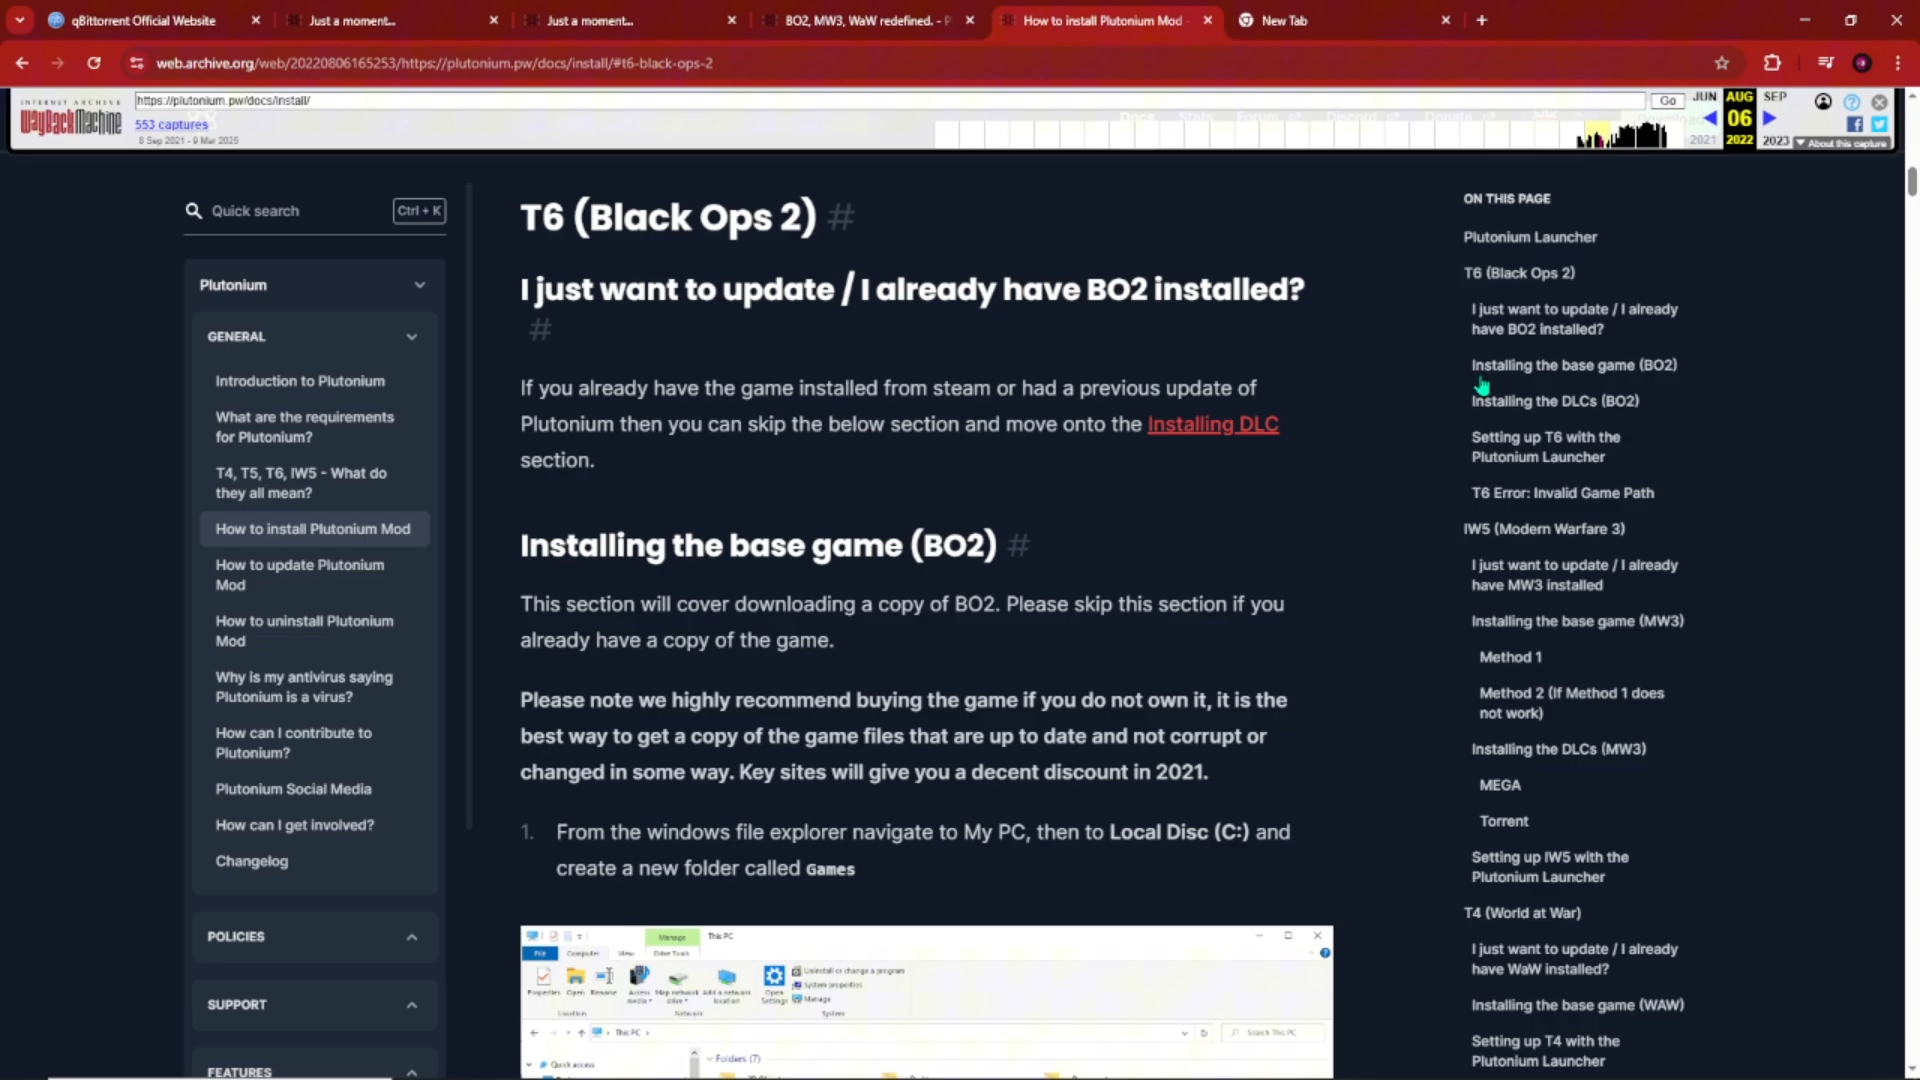 qBittorrent Official Website
Just a moment...
Just a moment...
BO2, MW3, WaW redefined. - P
How to install Plutonium Mod
New Tab
web.archive.org/web/20220806165253/https://plutonium.pw/docs/install/#t6-black-ops-2
INTERNET ARCHIVE
WayBackMachine
https://plutonium.pw/docs/install/
Go
553 captures
8 Sep 2021 - 9 Mar 2025
JUN AUG SEP
06
2021 2022 2023
About this capture
Docs Stats Forum Discord Donate
Quick search
Ctrl + K
Plutonium
GENERAL
Introduction to Plutonium
What are the requirements
for Plutonium?
T4, T5, T6, IW5 - What do
they all mean?
How to install Plutonium Mod
How to update Plutonium
Mod
How to uninstall Plutonium
Mod
Why is my antivirus saying
Plutonium is a virus?
How can I contribute to
Plutonium?
Plutonium Social Media
How can I get involved?
Changelog
POLICIES
SUPPORT
FEATURES
T6 (Black Ops 2) #
I just want to update / I already have BO2 installed?
#
If you already have the game installed from steam or had a previous update of
Plutonium then you can skip the below section and move onto the Installing DLC
section.
Installing the base game (BO2) #
This section will cover downloading a copy of BO2. Please skip this section if you
already have a copy of the game.
Please note we highly recommend buying the game if you do not own it, it is the
best way to get a copy of the game files that are up to date and not corrupt or
changed in some way. Key sites will give you a decent discount in 2021.
1. From the windows file explorer navigate to My PC, then to Local Disc (C:) and
create a new folder called Games
Manage This PC
File Computer View Drive Tools
Properties Open Rename Access media Map network drive Add a network location Open Settings
Uninstall or change a program
System properties
Manage
Location Network System
This PC
Search This PC
Quick access
Folders (7)
ON THIS PAGE
Plutonium Launcher
T6 (Black Ops 2)
I just want to update / I already
have BO2 installed?
Installing the base game (BO2)
Installing the DLCs (BO2)
Setting up T6 with the
Plutonium Launcher
T6 Error: Invalid Game Path
IW5 (Modern Warfare 3)
I just want to update / I already
have MW3 installed
Installing the base game (MW3)
Method 1
Method 2 (If Method 1 does
not work)
Installing the DLCs (MW3)
MEGA
Torrent
Setting up IW5 with the
Plutonium Launcher
T4 (World at War)
I just want to update / I already
have WaW installed?
Installing the base game (WAW)
Setting up T4 with the
Plutonium Launcher